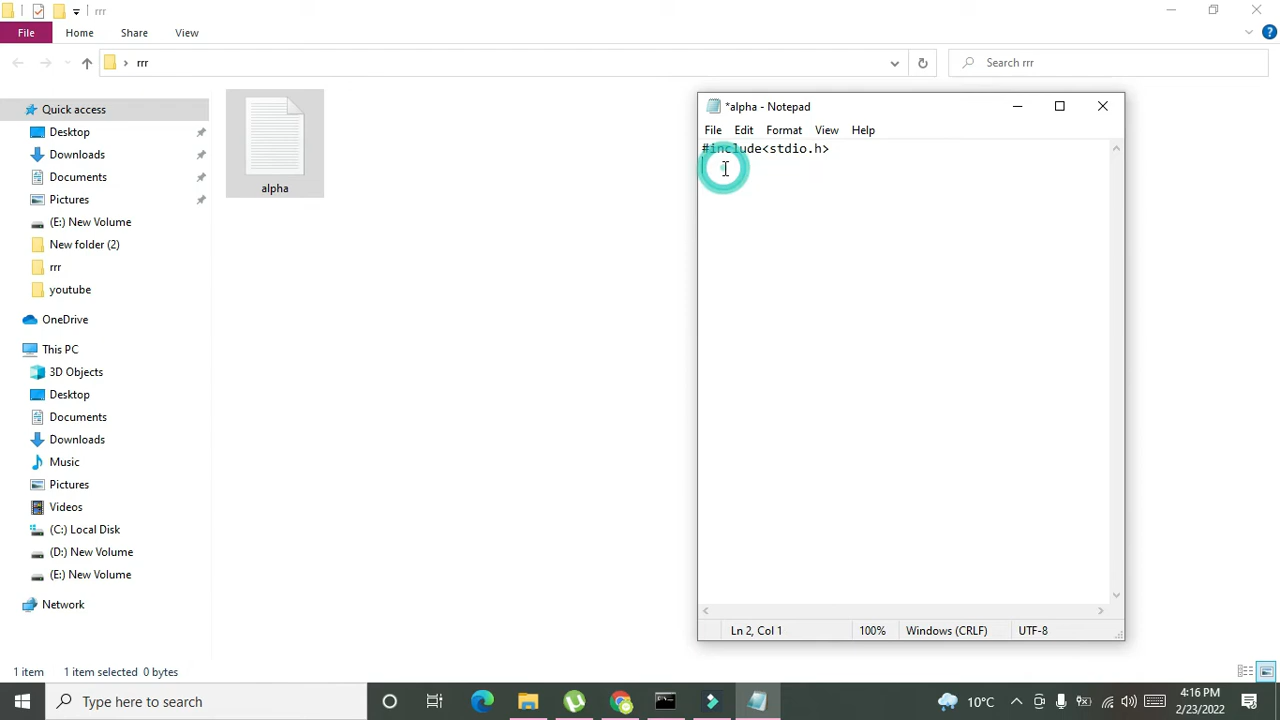 rrr
File Home Share View
rrr
Search rrr
Quick access
Desktop
Downloads
Documents
Pictures
(E:) New Volume
New folder (2)
rrr
youtube
OneDrive
This PC
3D Objects
Desktop
Documents
Downloads
Music
Pictures
Videos
(C:) Local Disk
(D:) New Volume
(E:) New Volume
Network
alpha
*alpha - Notepad
File Edit Format View Help
#include<stdio.h>
Ln 2, Col 1 100% Windows (CRLF) UTF-8
1 item 1 item selected 0 bytes
Type here to search
10°C
4:16 PM
2/23/2022